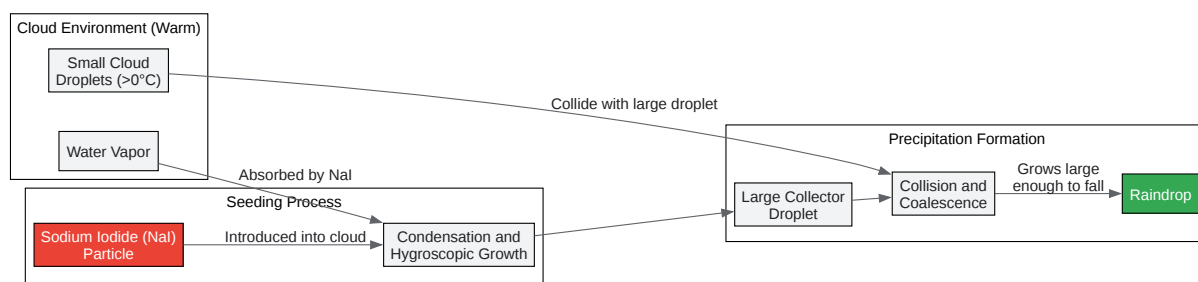 Cloud Environment (Warm)
Small Cloud
Droplets (>0°C)
Water Vapor
Collide with large droplet
Absorbed by NaI
Seeding Process
Sodium Iodide (NaI)
Particle
Introduced into cloud
Condensation and
Hygroscopic Growth
Precipitation Formation
Large Collector
Droplet
Collision and
Coalescence
Grows large
enough to fall
Raindrop